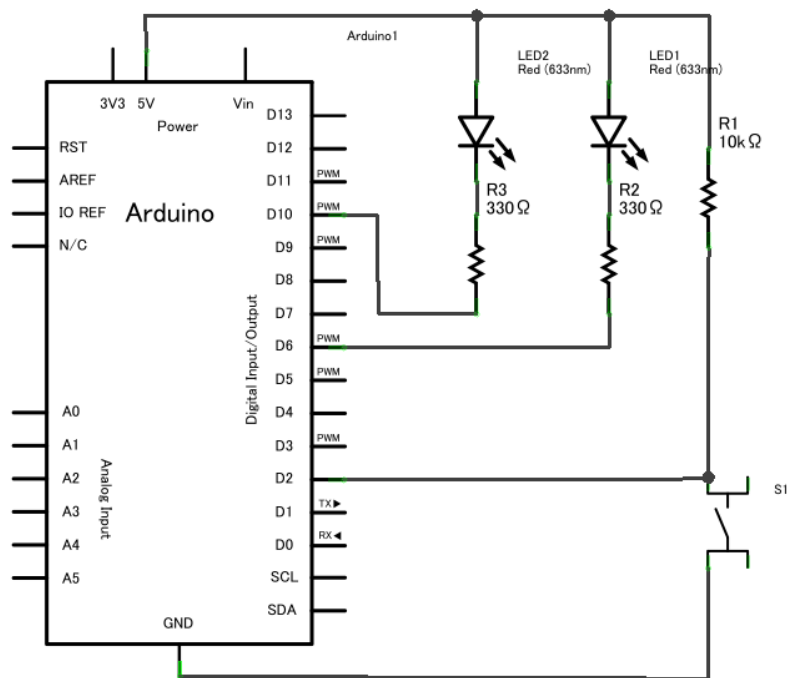 Arduino1
LED2
Red (633nm)
LED1
Red (633nm)
3V3
5V
Vin
Power
R1
10kΩ
R3
330Ω
R2
330Ω
Arduino
RST
AREF
IO REF
N/C
A0
A1
A2
A3
A4
A5
Analog Input
Digital Input/Output
D13
D12
D11 PWM
D10 PWM
D9 PWM
D8
D7
D6 PWM
D5 PWM
D4
D3 PWM
D2
D1 TX▶
D0 RX◀
SCL
SDA
GND
S1